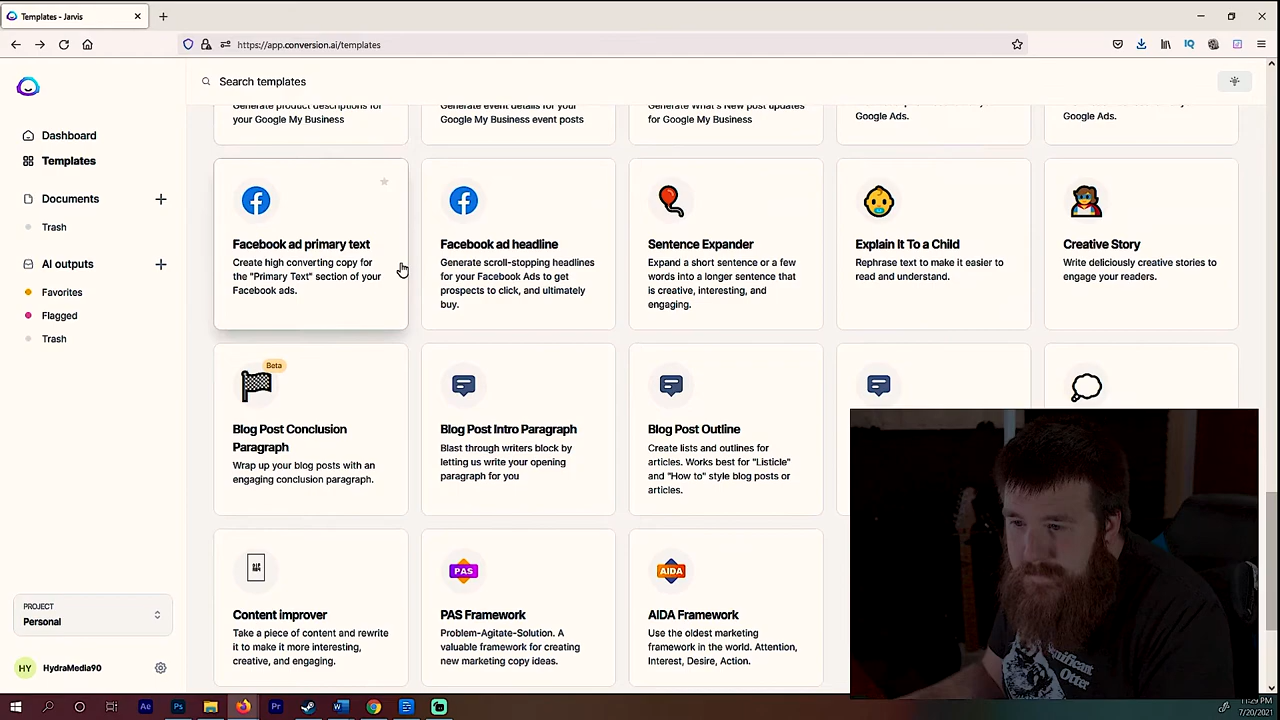 Templates - Jarvis
https://app.conversion.ai/templates
Search templates
Dashboard
Templates
Documents
Trash
AI outputs
Favorites
Flagged
Trash
PROJECT
Personal
HY
HydraMedia90
Generate product descriptions for
your Google My Business
Generate event details for your
Google My Business event posts
Generate What's New post updates
for Google My Business
Google Ads.
Google Ads.
Facebook ad primary text
Create high converting copy for
the "Primary Text" section of your
Facebook ads.
Facebook ad headline
Generate scroll-stopping headlines
for your Facebook Ads to get
prospects to click, and ultimately
buy.
Sentence Expander
Expand a short sentence or a few
words into a longer sentence that
is creative, interesting, and
engaging.
Explain It To a Child
Rephrase text to make it easier to
read and understand.
Creative Story
Write deliciously creative stories to
engage your readers.
Beta
Blog Post Conclusion
Paragraph
Wrap up your blog posts with an
engaging conclusion paragraph.
Blog Post Intro Paragraph
Blast through writers block by
letting us write your opening
paragraph for you
Blog Post Outline
Create lists and outlines for
articles. Works best for "Listicle"
and "How to" style blog posts or
articles.
Content improver
Take a piece of content and rewrite
it to make it more interesting,
creative, and engaging.
PAS
PAS Framework
Problem-Agitate-Solution. A
valuable framework for creating
new marketing copy ideas.
AIDA
AIDA Framework
Use the oldest marketing
framework in the world. Attention,
Interest, Desire, Action.
Significant
Otter
11:29 PM
7/20/2021